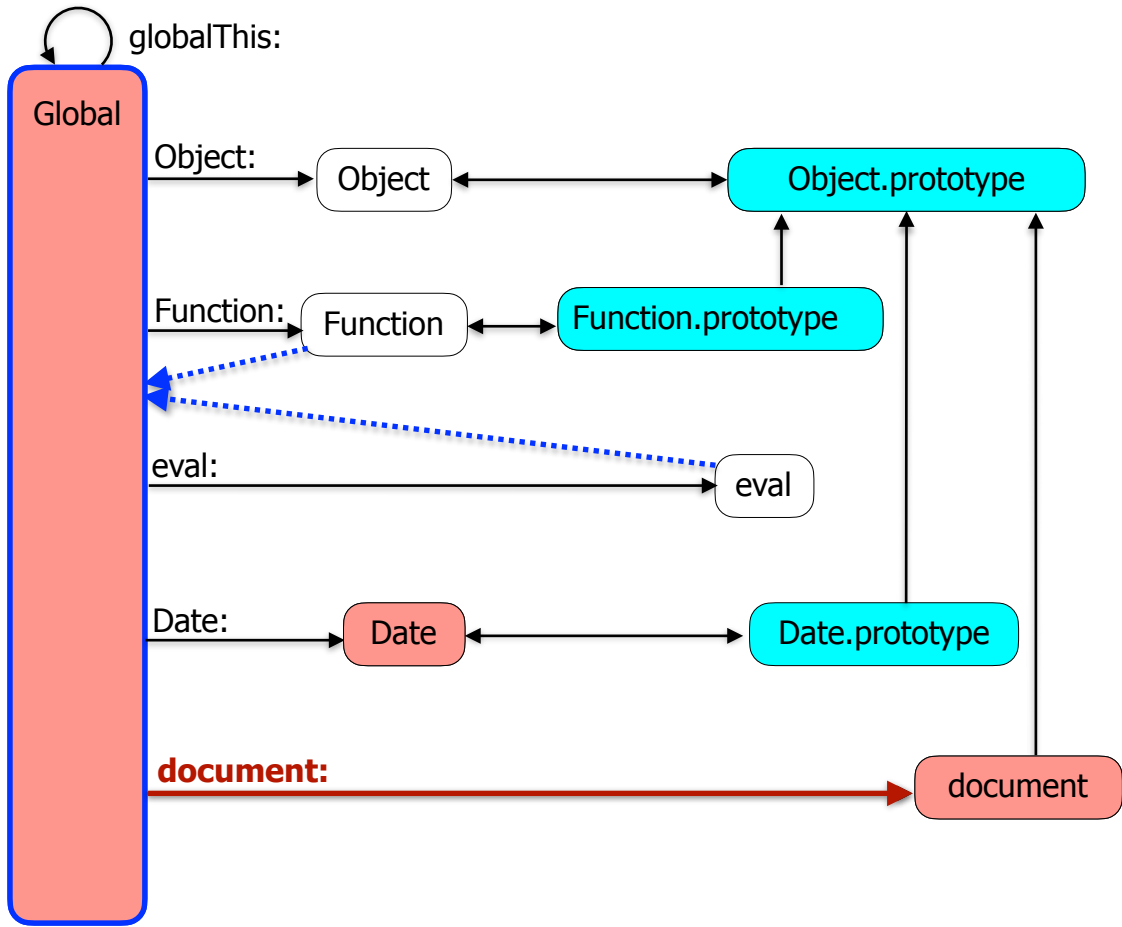 globalThis:
Global
Object:
Object
Object.prototype
Function:
Function
Function.prototype
eval:
eval
Date:
Date
Date.prototype
document:
document